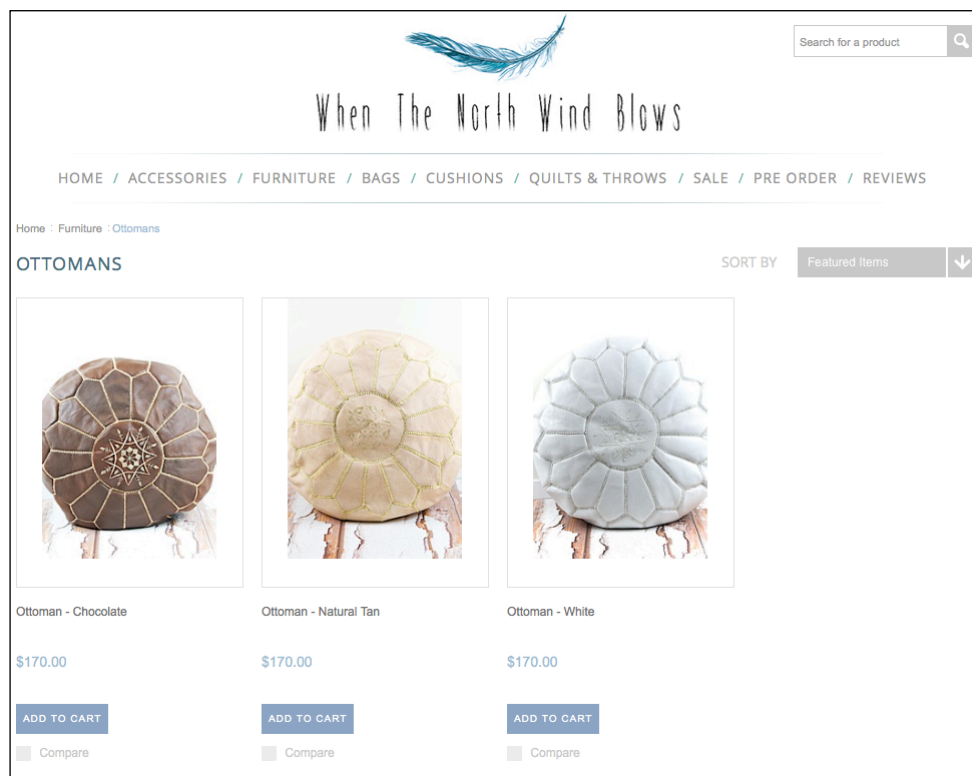 Search for a product
When The North Wind Blows
HOME / ACCESSORIES / FURNITURE / BAGS / CUSHIONS / QUILTS & THROWS / SALE / PRE ORDER / REVIEWS
Home : Furniture : Ottomans
OTTOMANS
SORT BY
Featured Items
Ottoman - Chocolate
Ottoman - Natural Tan
Ottoman - White
$170.00
$170.00
$170.00
ADD TO CART
ADD TO CART
ADD TO CART
Compare
Compare
Compare